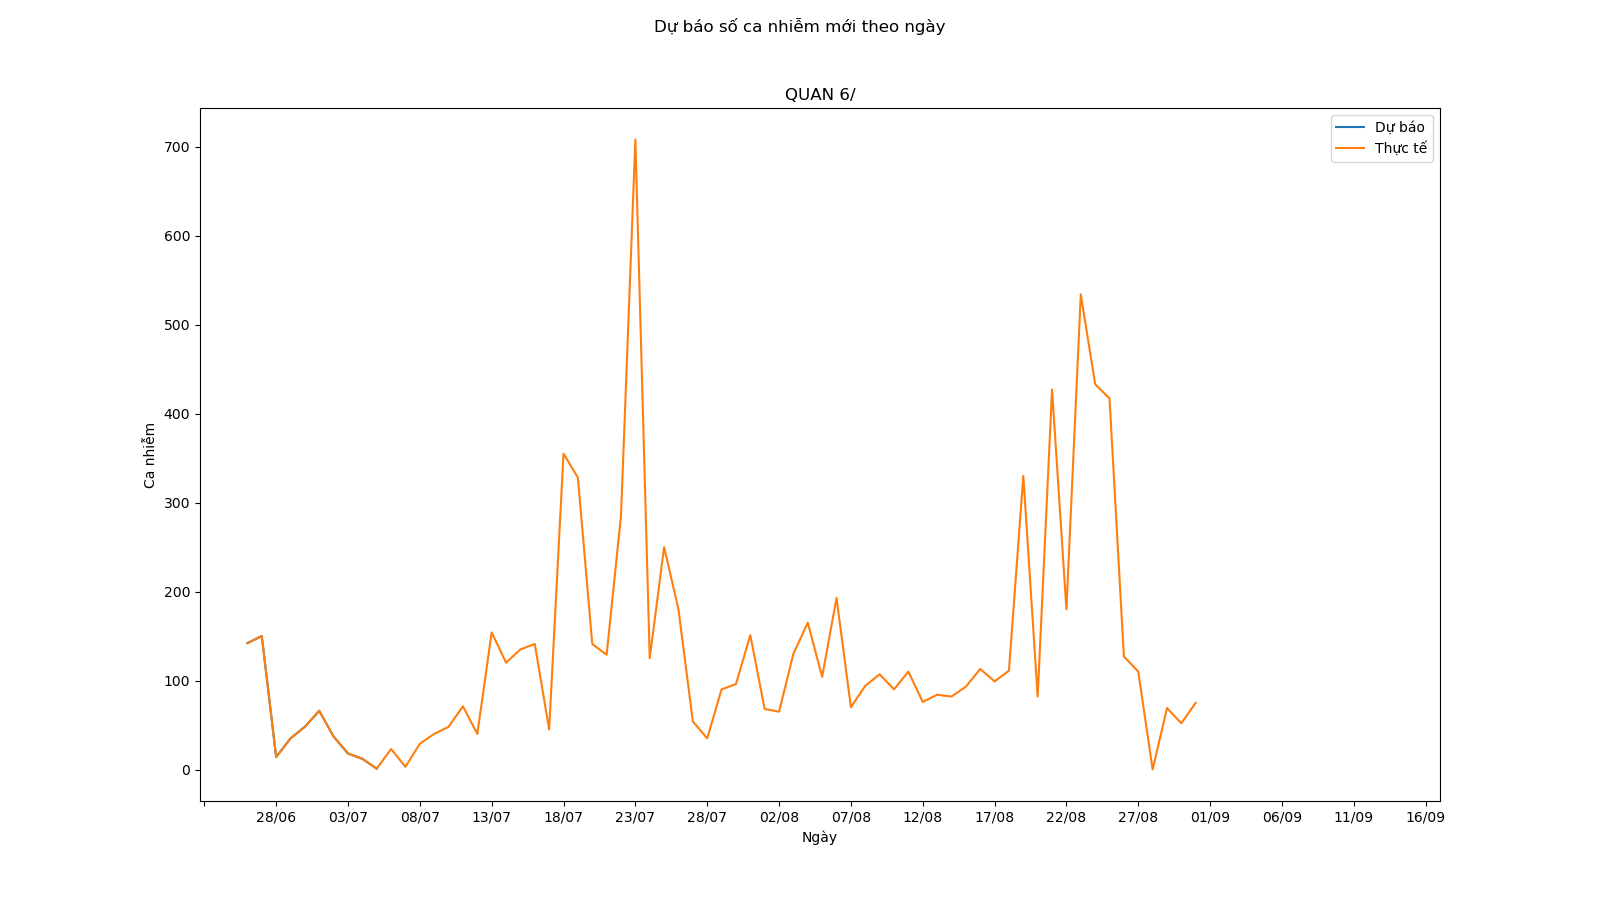 Dự báo số ca nhiễm mới theo ngày
QUAN 6/
Dự báo
Thực tế
700
600
500
400
300
200
100
0
Ca nhiễm
28/06 03/07 08/07 13/07 18/07 23/07 28/07 02/08 07/08 12/08 17/08 22/08 27/08 01/09 06/09 11/09 16/09
Ngày